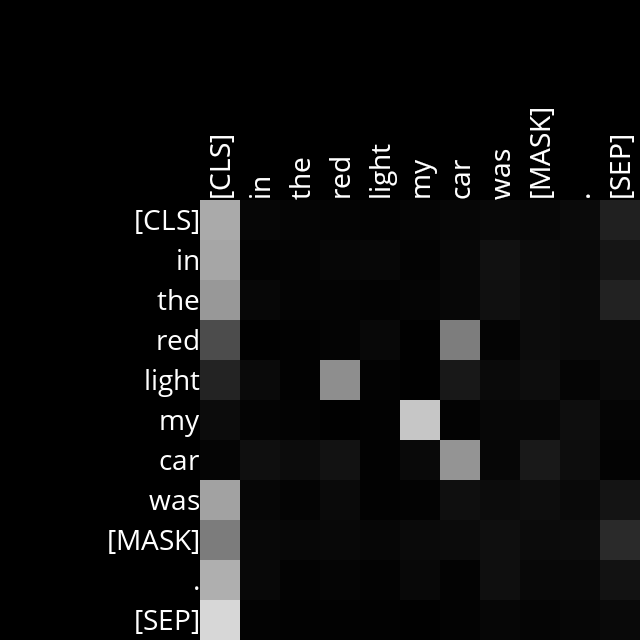 [CLS] in the red light my car was [MASK] . [SEP]
[CLS]
in
the
red
light
my
car
was
[MASK]
.
[SEP]